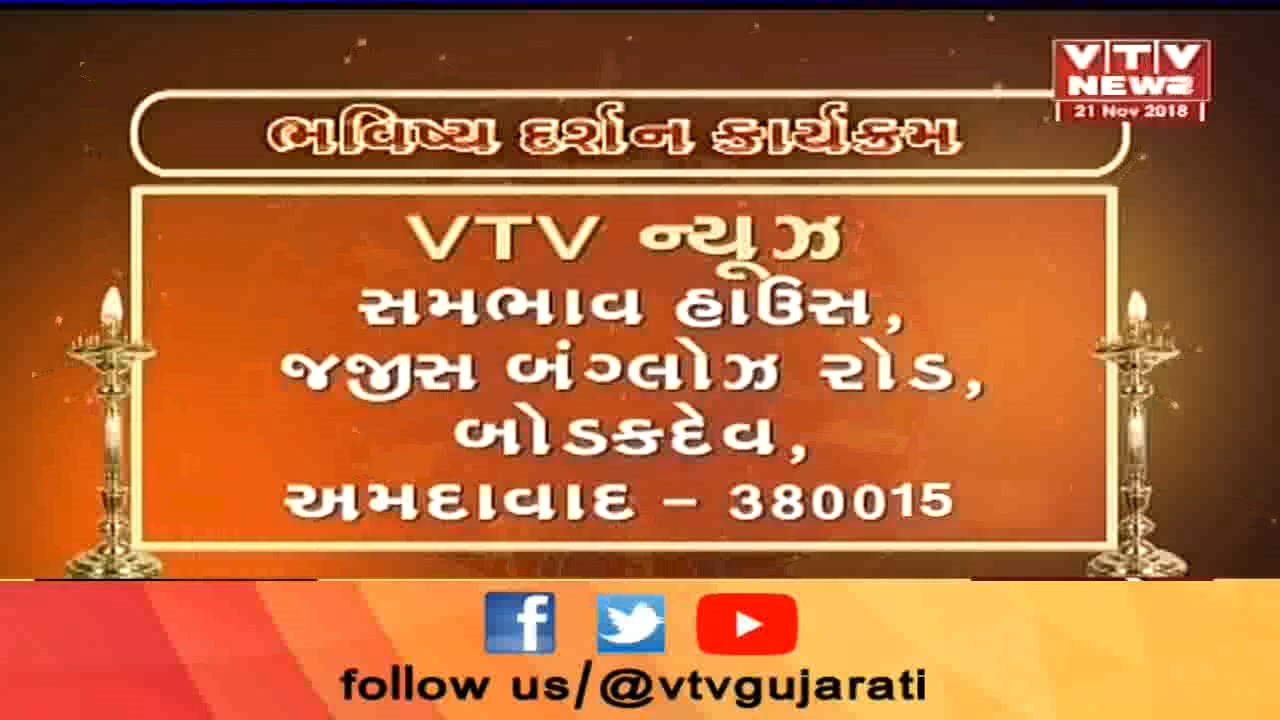 VTV
NEWS
21 Nov 2018
ભવિષ્ય દર્શન કાર્યક્રમ
VTV ન્યૂઝ
સમભાવ હાઉસ,
જજીસ બંગ્લોઝ રોડ,
બોડકદેવ,
અમદાવાદ – 380015
follow us/@vtvgujarati